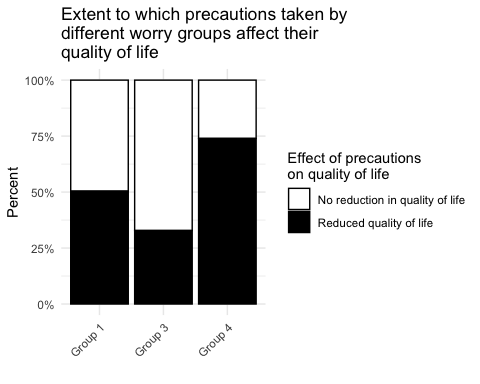 Extent to which precautions taken by
different worry groups affect their
quality of life
100%
75%
50%
25%
0%
Percent
Group 1
Group 3
Group 4
Effect of precautions
on quality of life
No reduction in quality of life
Reduced quality of life